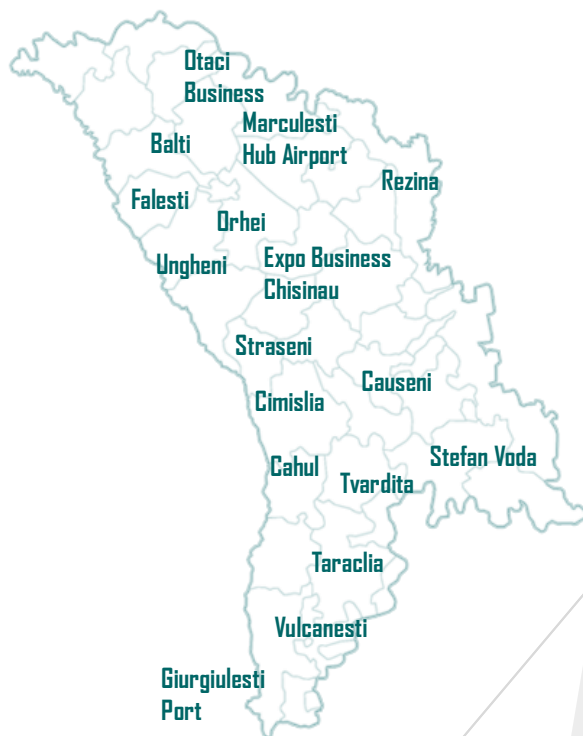 Otaci
Business
Marculesti
Hub Airport
Balti
Rezina
Falesti
Orhei
Ungheni
Expo Business
Chisinau
Straseni
Causeni
Cimislia
Stefan Voda
Cahul
Tvardita
Taraclia
Vulcanesti
Giurgiulesti
Port